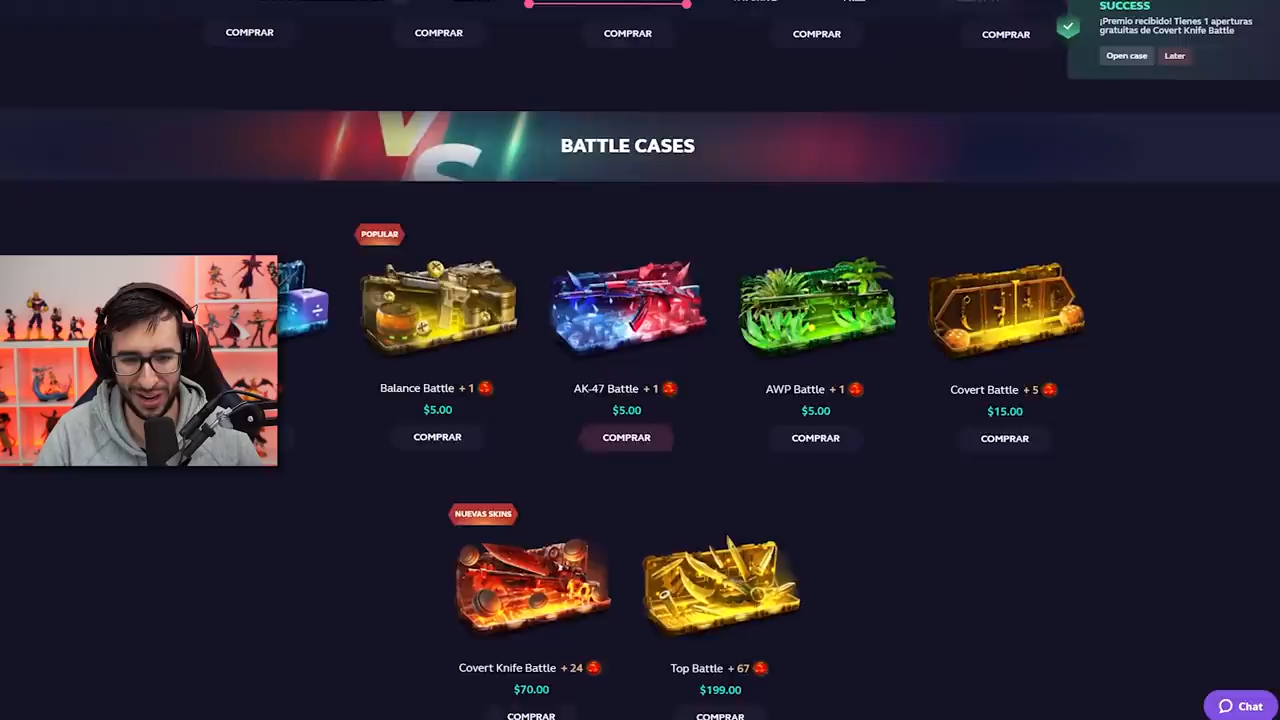 SUCCESS
¡Premio recibido! Tienes 1 aperturas
gratuitas de Covert Knife Battle
Open case
Later
COMPRAR
COMPRAR
COMPRAR
COMPRAR
COMPRAR
VS
BATTLE CASES
POPULAR
Balance Battle + 1
$5.00
COMPRAR
AK-47 Battle + 1
$5.00
COMPRAR
AWP Battle + 1
$5.00
COMPRAR
Covert Battle + 5
$15.00
COMPRAR
NUEVAS SKINS
Covert Knife Battle + 24
$70.00
COMPRAR
Top Battle + 67
$199.00
COMPRAR
Chat